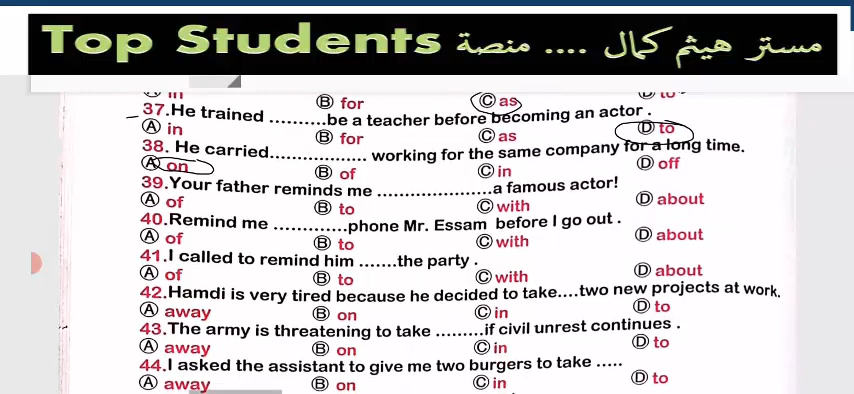 Top Students منصة .... مستر هيثم كمال
Ⓐ in Ⓑ for Ⓒ as Ⓓ to
37.He trained ..........be a teacher before becoming an actor .
Ⓐ in Ⓑ for Ⓒ as Ⓓ to
38. He carried................. working for the same company for a long time.
Ⓐ on Ⓑ of Ⓒ in Ⓓ off
39.Your father reminds me ....................a famous actor!
Ⓐ of Ⓑ to Ⓒ with Ⓓ about
40.Remind me .............phone Mr. Essam before I go out .
Ⓐ of Ⓑ to Ⓒ with Ⓓ about
41.I called to remind him .......the party .
Ⓐ of Ⓑ to Ⓒ with Ⓓ about
42.Hamdi is very tired because he decided to take....two new projects at work.
Ⓐ away Ⓑ on Ⓒ in Ⓓ to
43.The army is threatening to take .........if civil unrest continues .
Ⓐ away Ⓑ on Ⓒ in Ⓓ to
44.I asked the assistant to give me two burgers to take .....
Ⓐ away Ⓑ on Ⓒ in Ⓓ to